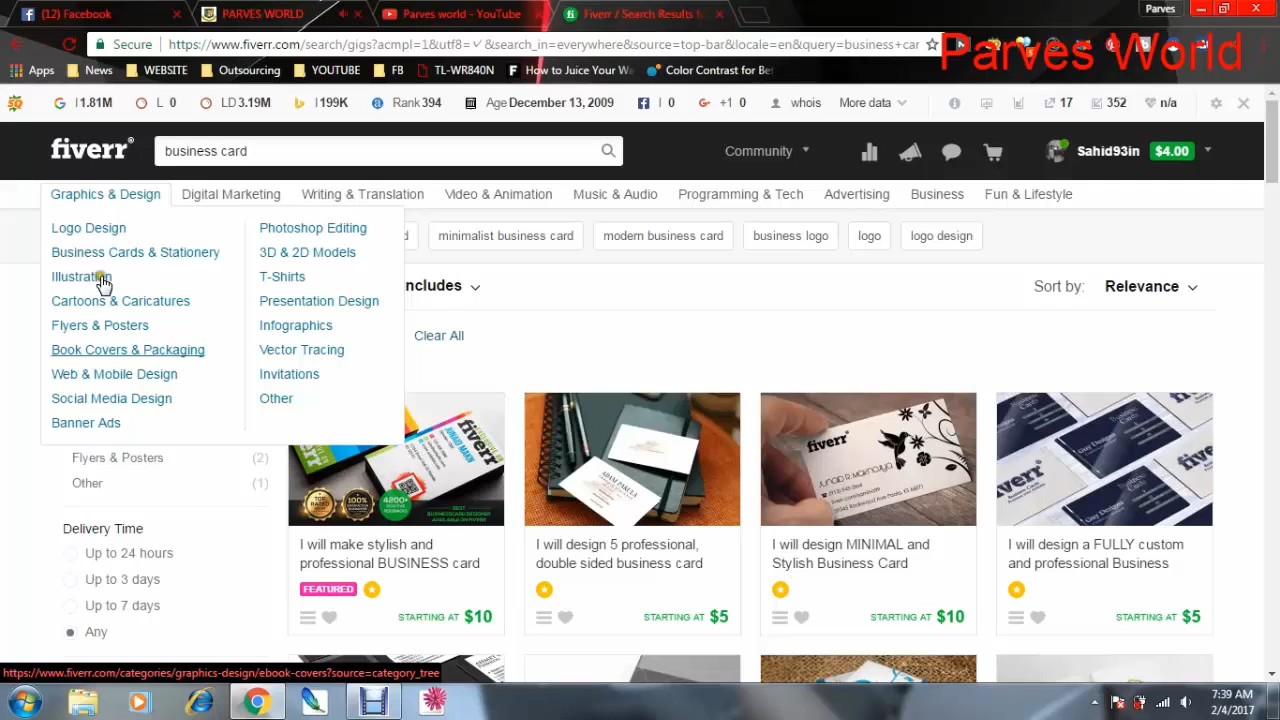 (12) Facebook
PARVES WORLD
Parves world - YouTube
Fiverr / Search Results f
Parves
Secure
https://www.fiverr.com/search/gigs?acmpl=1&utf8=✓&search_in=everywhere&source=top-bar&locale=en&query=business+car
Parves World
Apps
News
WEBSITE
Outsourcing
YOUTUBE
FB
TL-WR840N
How to Juice Your Wa
Color Contrast for Bet
I 1.81M
L 0
LD 3.19M
I 199K
Rank 394
Age December 13, 2009
I 0
+1 0
whois
More data
17
352
n/a
fiverr
business card
Community
Sahid93in
$4.00
Graphics & Design
Digital Marketing
Writing & Translation
Video & Animation
Music & Audio
Programming & Tech
Advertising
Business
Fun & Lifestyle
Logo Design
Business Cards & Stationery
Illustration
Cartoons & Caricatures
Flyers & Posters
Book Covers & Packaging
Web & Mobile Design
Social Media Design
Banner Ads
Photoshop Editing
3D & 2D Models
T-Shirts
Presentation Design
Infographics
Vector Tracing
Invitations
Other
d
minimalist business card
modern business card
business logo
logo
logo design
ncludes
Sort by:
Relevance
Clear All
Flyers & Posters
(2)
Other
(1)
Delivery Time
Up to 24 hours
Up to 3 days
Up to 7 days
Any
ADAM PAKULA
fiverr
I will make stylish and
professional BUSINESS card
FEATURED
STARTING AT $10
I will design 5 professional,
double sided business card
STARTING AT $5
I will design MINIMAL and
Stylish Business Card
STARTING AT $10
I will design a FULLY custom
and professional Business
STARTING AT $5
https://www.fiverr.com/categories/graphics-design/ebook-covers?source=category_tree
7:39 AM
2/4/2017